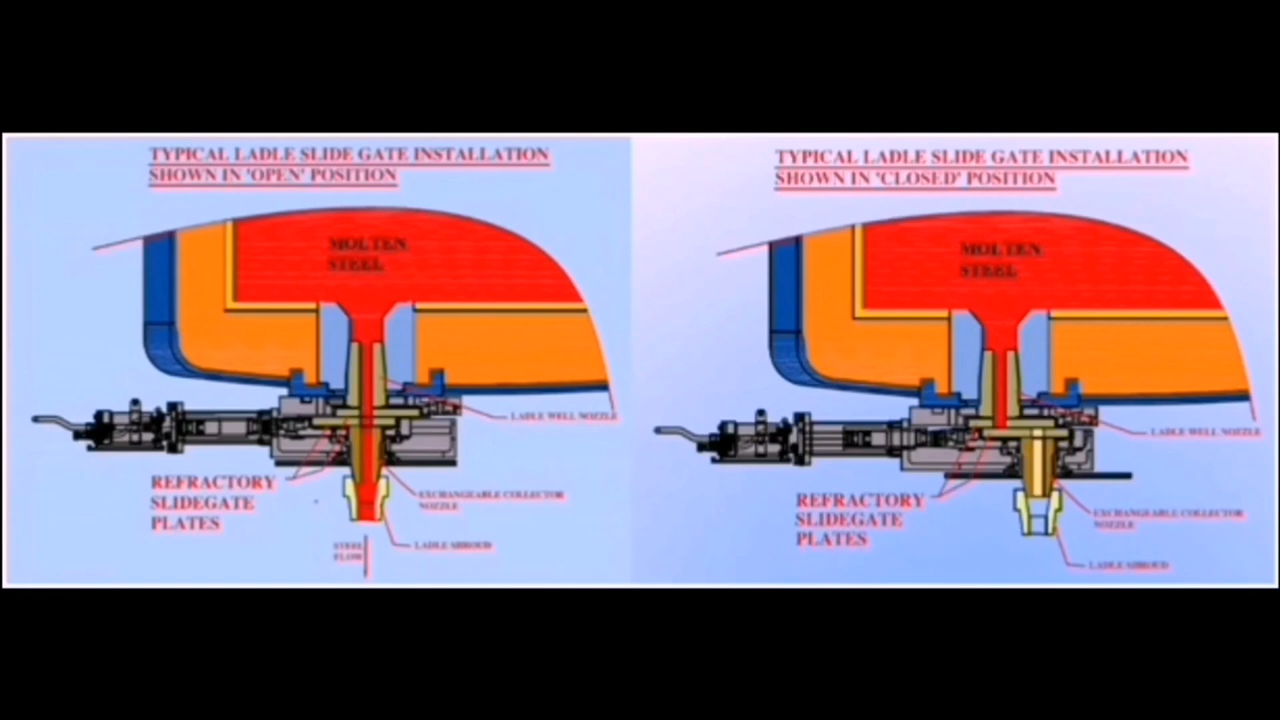 TYPICAL LADLE SLIDE GATE INSTALLATION
SHOWN IN 'OPEN' POSITION
MOLTEN
STEEL
LADLE WELL NOZZLE
REFRACTORY
SLIDEGATE
PLATES
EXCHANGEABLE COLLECTOR
NOZZLE
LADLE SHROUD
STEEL
FLOW
TYPICAL LADLE SLIDE GATE INSTALLATION
SHOWN IN 'CLOSED' POSITION
MOLTEN
STEEL
LADLE WELL NOZZLE
REFRACTORY
SLIDEGATE
PLATES
EXCHANGEABLE COLLECTOR
NOZZLE
LADLE SHROUD